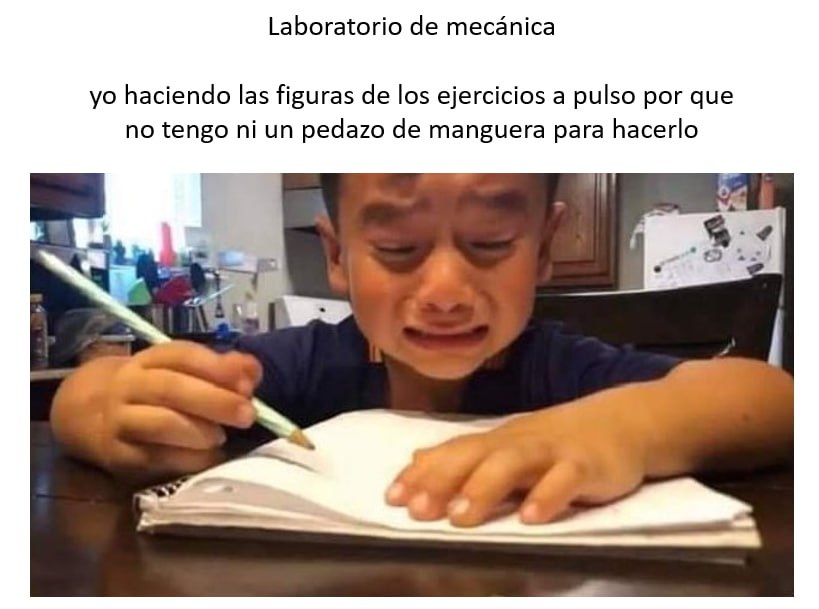 Laboratorio de mecánica
yo haciendo las figuras de los ejercicios a pulso por que
no tengo ni un pedazo de manguera para hacerlo